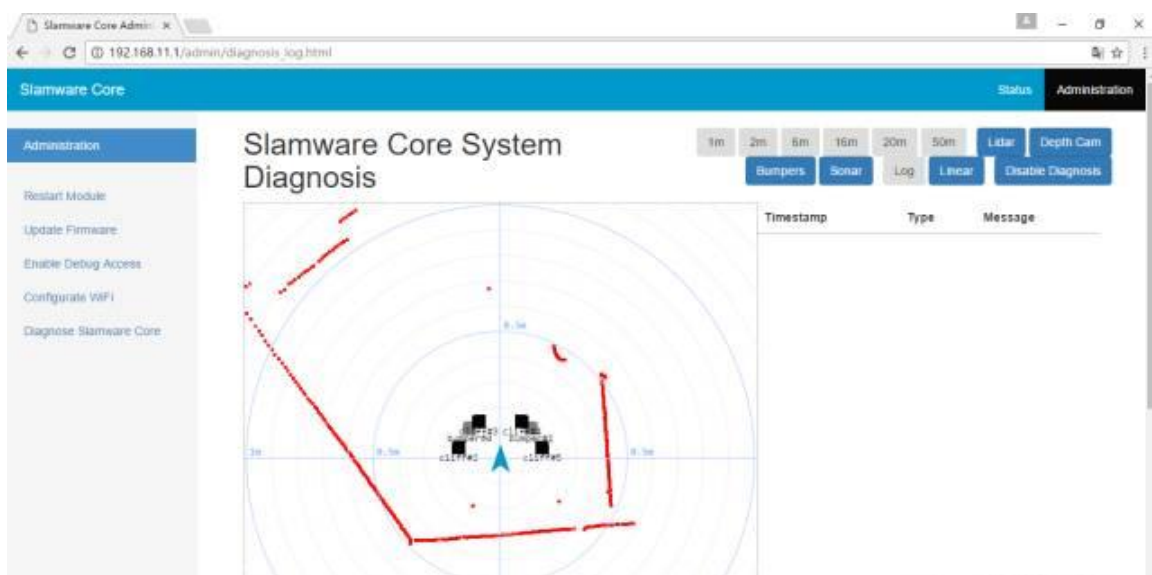 Slamware Core Admin
192.168.11.1/admin/diagnosis_log.html
Slamware Core
Status
Administration
Administration
Restart Module
Update Firmware
Enable Debug Access
Configurate WiFi
Diagnose Slamware Core
Slamware Core System
Diagnosis
1m 2m 6m 16m 20m 50m Lidar Depth Cam
Bumpers Sonar Log Linear Disable Diagnosis
Timestamp Type Message
0.5m
1m 0.5m 0.5m